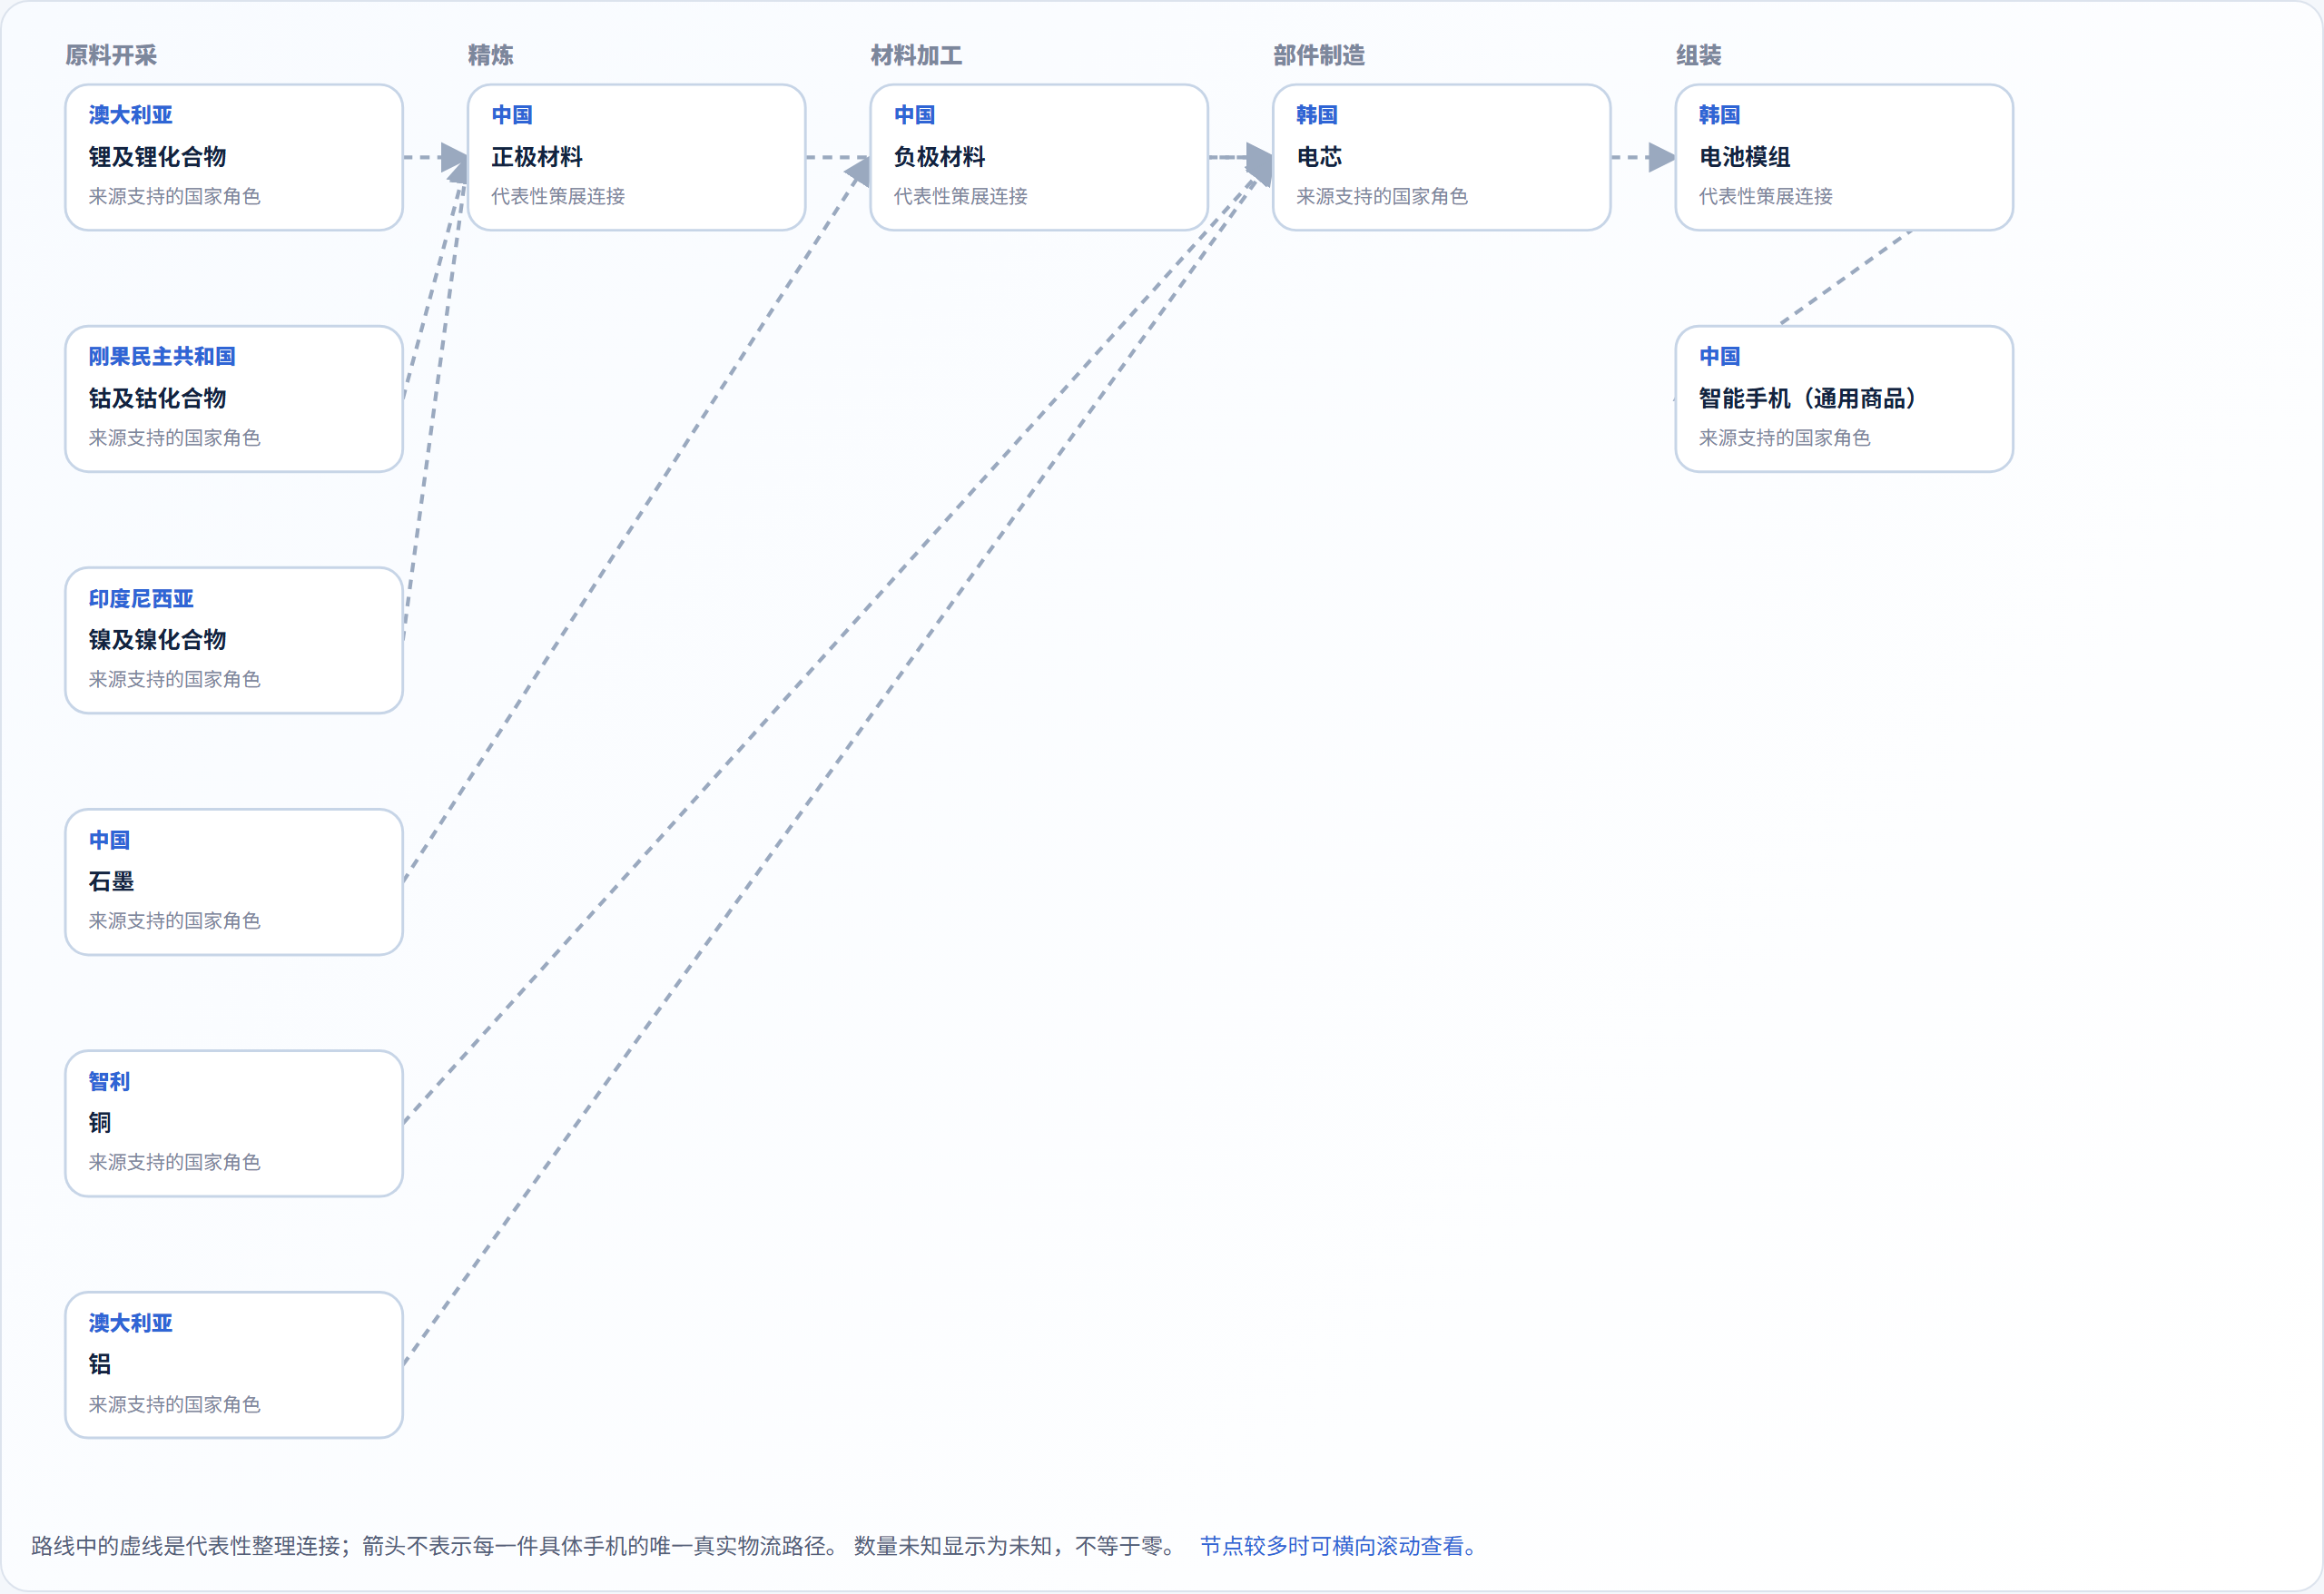 原料开采
精炼
材料加工
部件制造
组装
澳大利亚
锂及锂化合物
来源支持的国家角色
中国
正极材料
代表性策展连接
中国
负极材料
代表性策展连接
韩国
电芯
来源支持的国家角色
韩国
电池模组
代表性策展连接
刚果民主共和国
钴及钴化合物
来源支持的国家角色
中国
智能手机（通用商品）
来源支持的国家角色
印度尼西亚
镍及镍化合物
来源支持的国家角色
中国
石墨
来源支持的国家角色
智利
铜
来源支持的国家角色
澳大利亚
铝
来源支持的国家角色
路线中的虚线是代表性整理连接；箭头不表示每一件具体手机的唯一真实物流路径。 数量未知显示为未知，不等于零。 节点较多时可横向滚动查看。